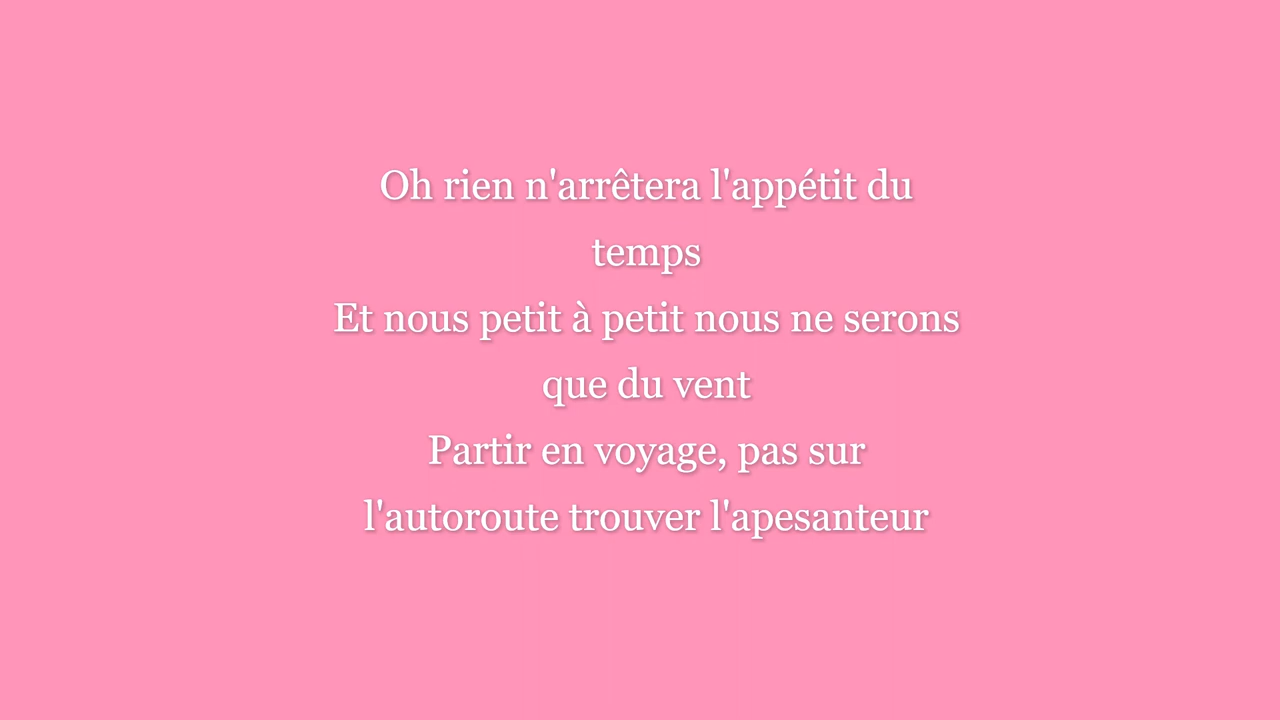 Oh rien n'arrêtera l'appétit du
temps
Et nous petit à petit nous ne serons
que du vent
Partir en voyage, pas sur
l'autoroute trouver l'apesanteur